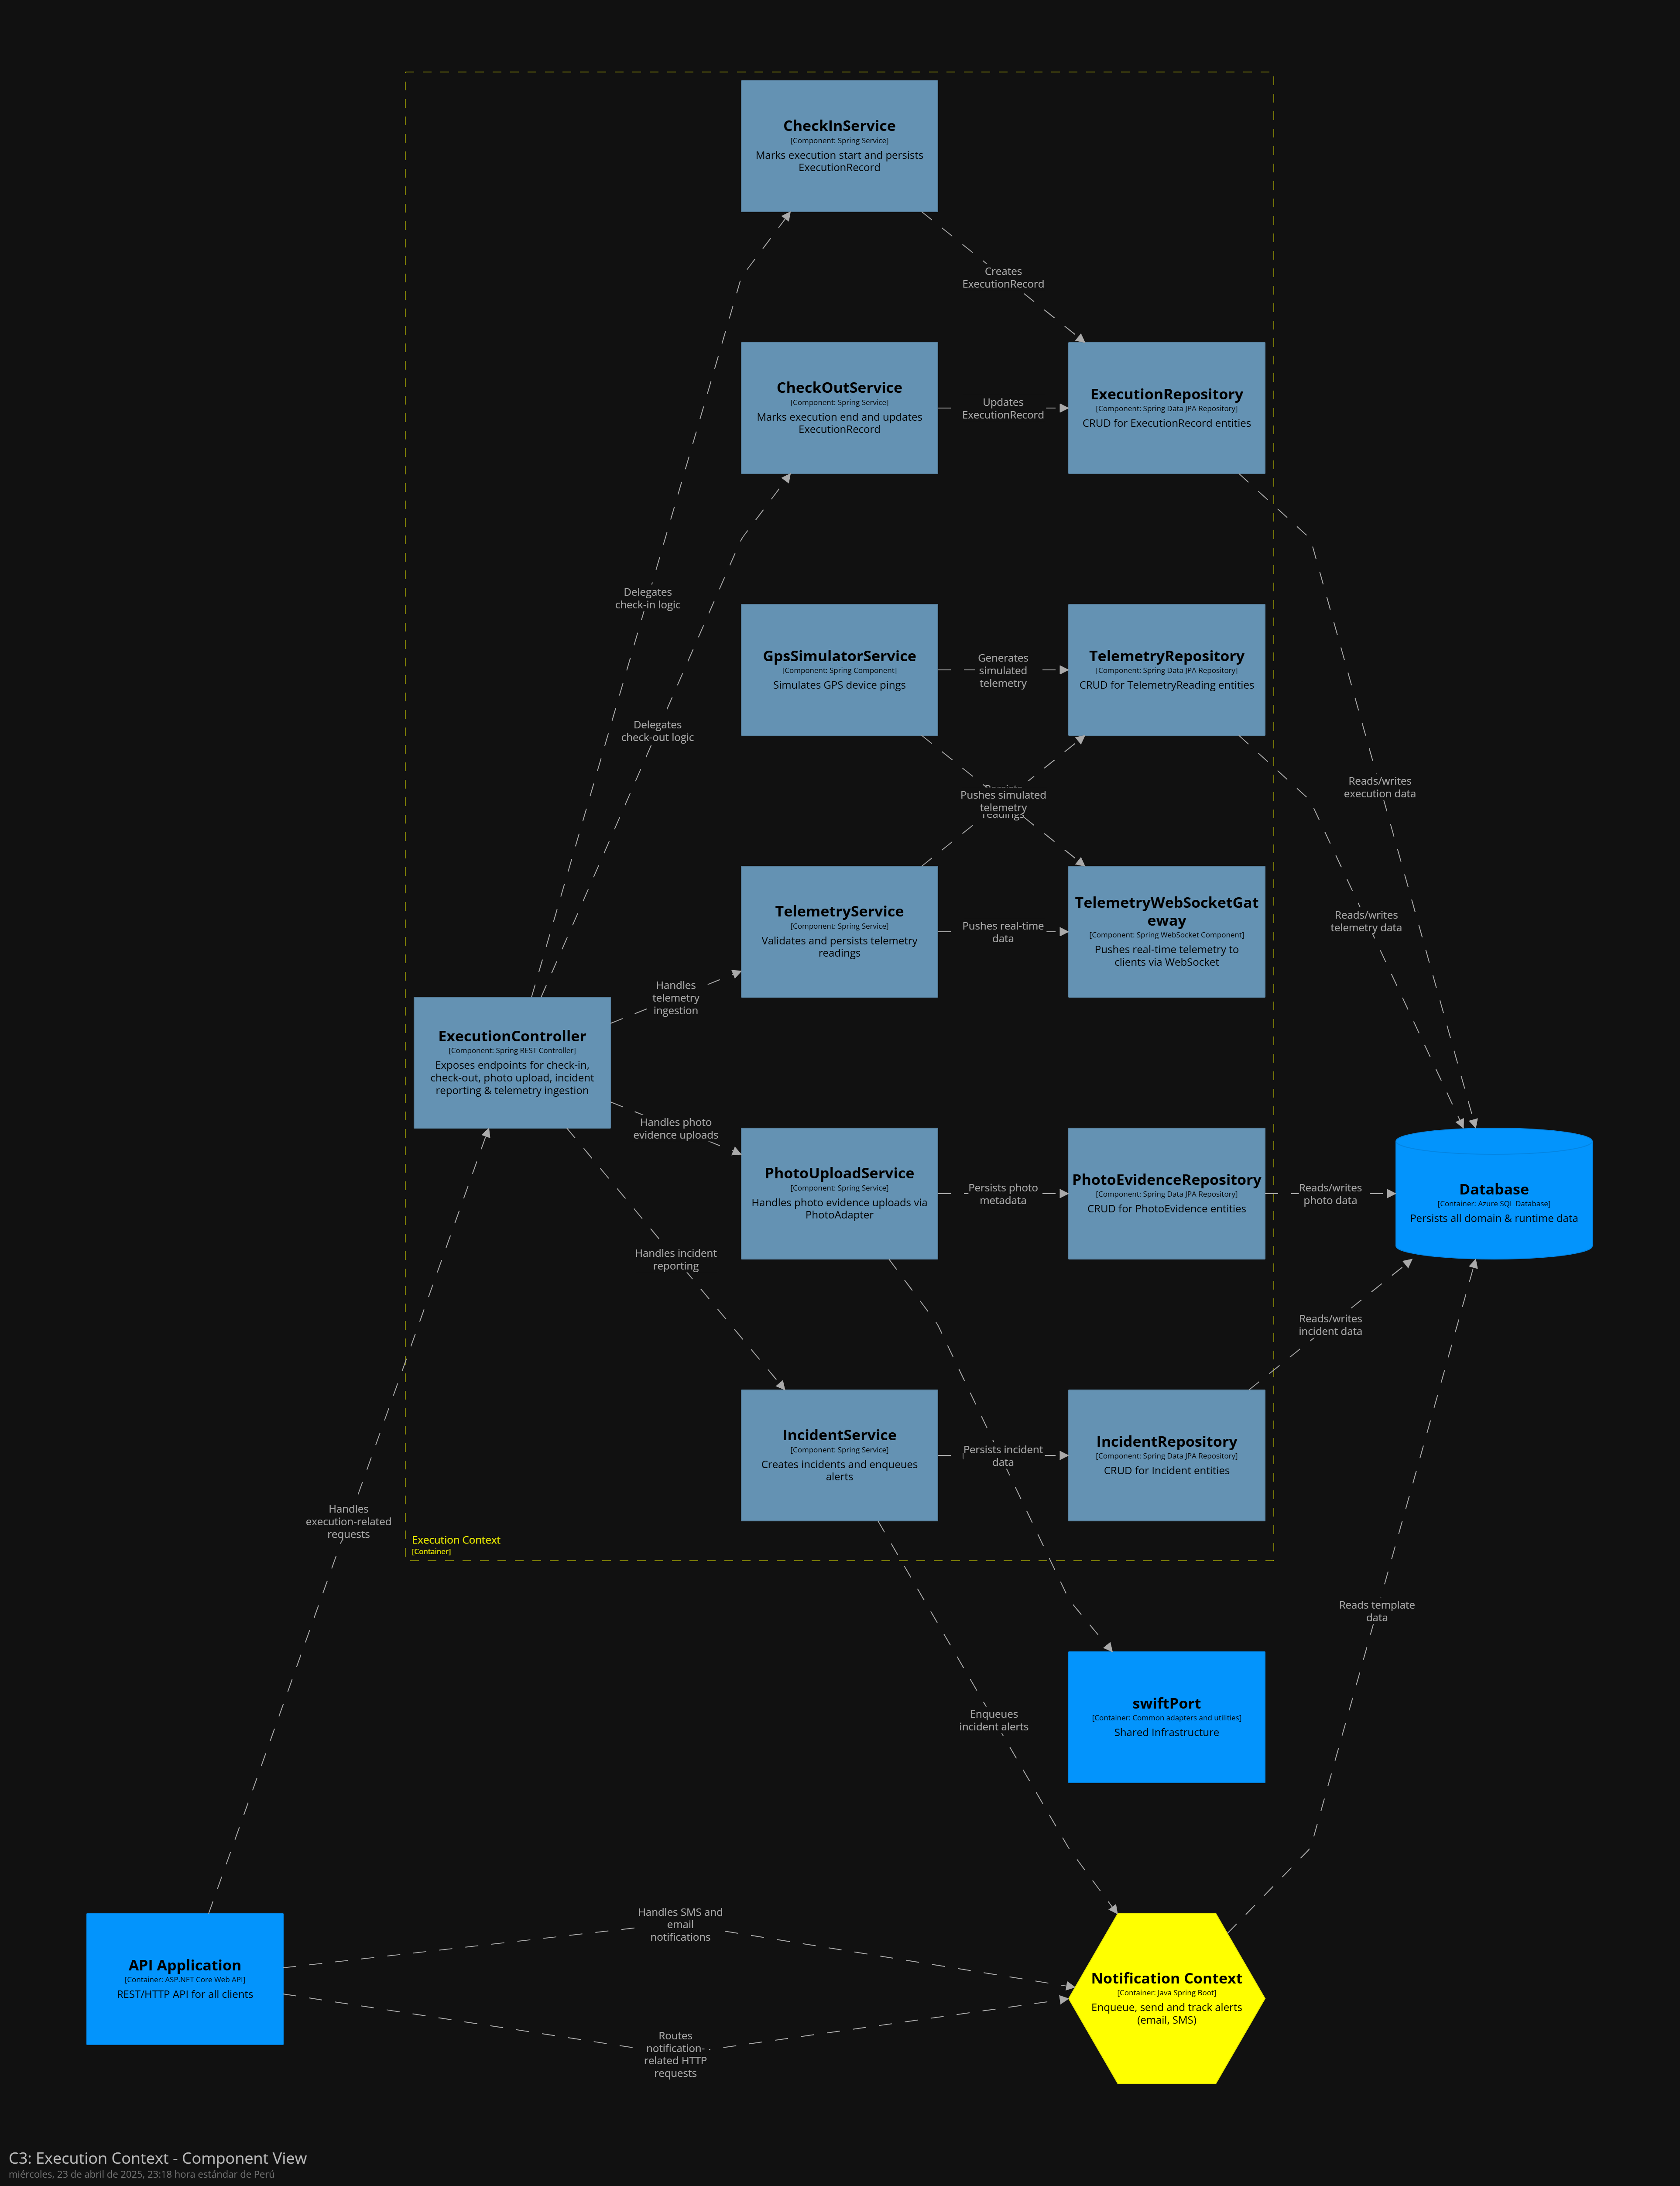 CheckInService
[Component: Spring Service]
Marks execution start and persists
ExecutionRecord
Creates
ExecutionRecord
CheckOutService
[Component: Spring Service]
Marks execution end and updates
ExecutionRecord
Updates
ExecutionRecord
ExecutionRepository
[Component: Spring Data JPA Repository]
CRUD for ExecutionRecord entities
Delegates
check-in logic
GpsSimulatorService
[Component: Spring Component]
Simulates GPS device pings
Generates
simulated
telemetry
TelemetryRepository
[Component: Spring Data JPA Repository]
CRUD for TelemetryReading entities
Delegates
check-out logic
Reads/writes
execution data
Pushes simulated
telemetry
readings
TelemetryService
[Component: Spring Service]
Validates and persists telemetry
readings
Pushes real-time
data
TelemetryWebSocketGat
eway
[Component: Spring WebSocket Component]
Pushes real-time telemetry to
clients via WebSocket
Reads/writes
telemetry data
Handles
telemetry
ingestion
ExecutionController
[Component: Spring REST Controller]
Exposes endpoints for check-in,
check-out, photo upload, incident
reporting & telemetry ingestion
Handles photo
evidence uploads
PhotoUploadService
[Component: Spring Service]
Handles photo evidence uploads via
PhotoAdapter
Persists photo
metadata
PhotoEvidenceRepository
[Component: Spring Data JPA Repository]
CRUD for PhotoEvidence entities
Reads/writes
photo data
Database
[Container: Azure SQL Database]
Persists all domain & runtime data
Handles incident
reporting
Reads/writes
incident data
IncidentService
[Component: Spring Service]
Creates incidents and enqueues
alerts
Persists incident
data
IncidentRepository
[Component: Spring Data JPA Repository]
CRUD for Incident entities
Handles
execution-related
requests
Execution Context
[Container]
Reads template
data
swiftPort
[Container: Common adapters and utilities]
Shared Infrastructure
Enqueues
incident alerts
Handles SMS and
email
notifications
API Application
[Container: ASP.NET Core Web API]
REST/HTTP API for all clients
Notification Context
[Container: Java Spring Boot]
Enqueue, send and track alerts
(email, SMS)
Routes
notification-
related HTTP
requests
C3: Execution Context - Component View
miércoles, 23 de abril de 2025, 23:18 hora estándar de Perú